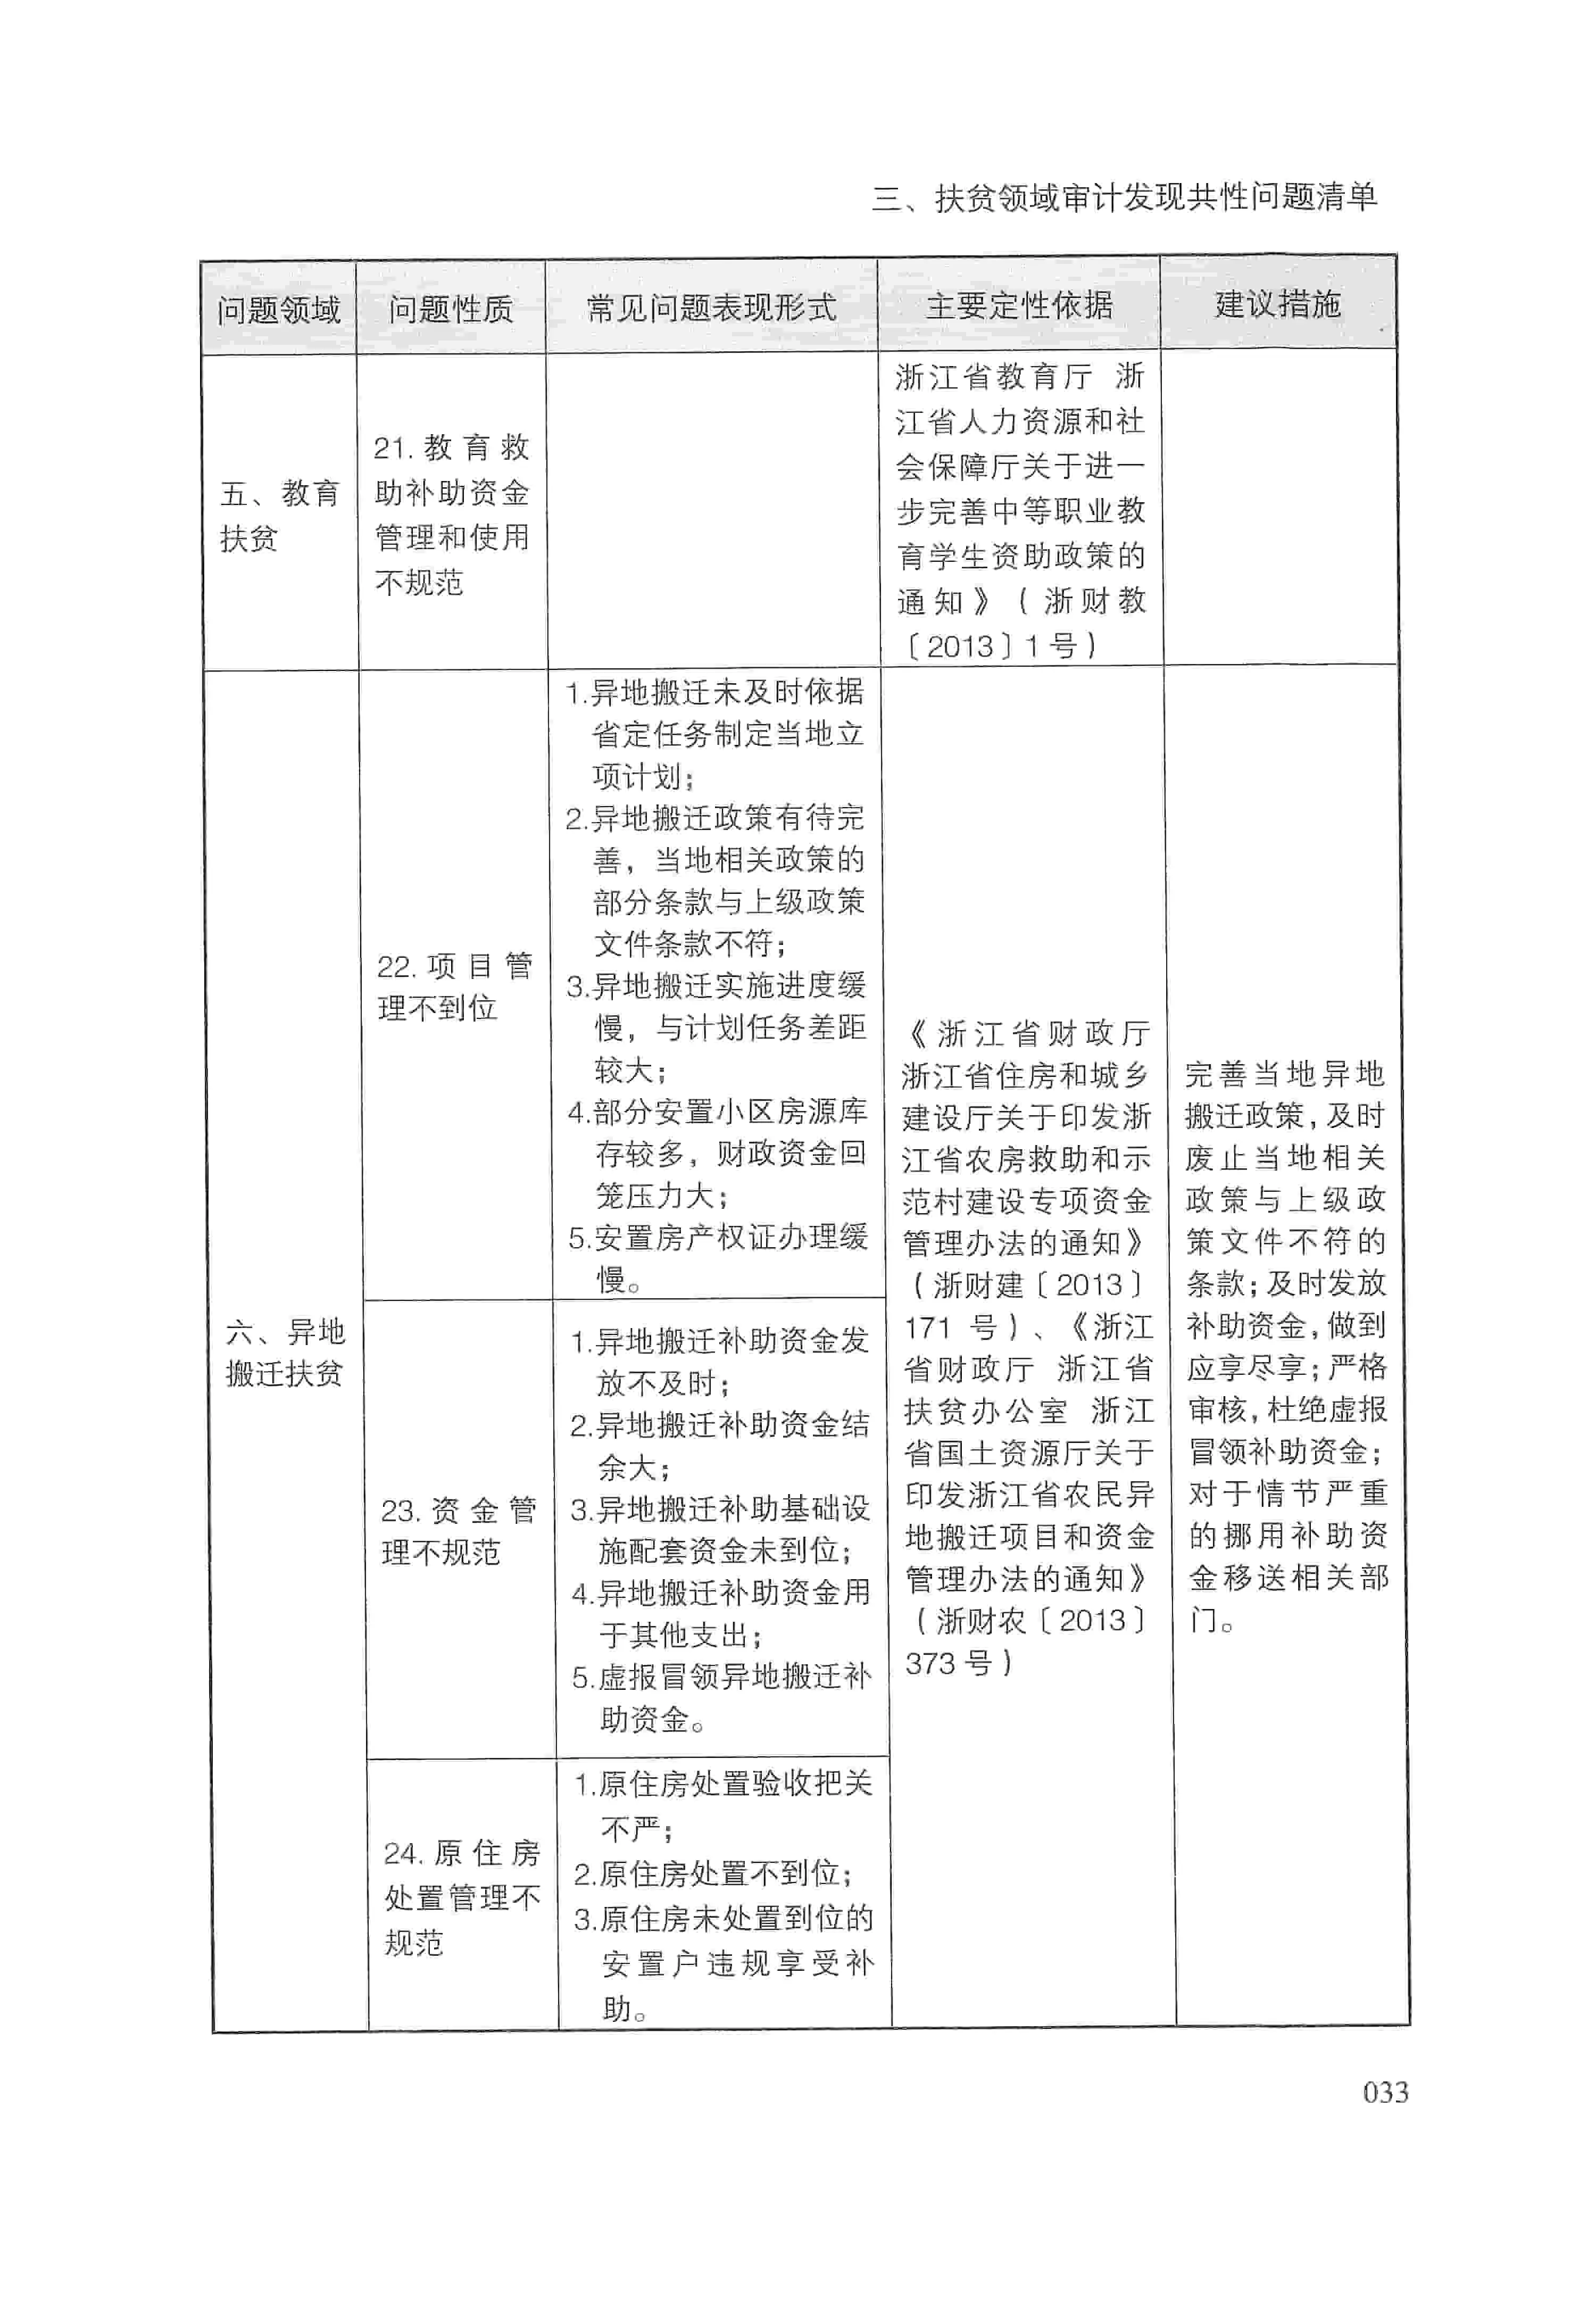 三、扶贫领域审计发现共性问题清单
问题领域
问题性质
常见问题表现形式
主要定性依据
建议措施
五、教育
扶贫
21. 教育救
助补助资金
管理和使用
不规范
浙江省教育厅 浙
江省人力资源和社
会保障厅关于进一
步完善中等职业教
育学生资助政策的
通知》（浙财教
〔2013〕1 号）
六、异地
搬迁扶贫
22. 项目管
理不到位
1.异地搬迁未及时依据
省定任务制定当地立
项计划；
2.异地搬迁政策有待完
善，当地相关政策的
部分条款与上级政策
文件条款不符；
3.异地搬迁实施进度缓
慢，与计划任务差距
较大；
4.部分安置小区房源库
存较多，财政资金回
笼压力大；
5.安置房产权证办理缓
慢。
23. 资金管
理不规范
1.异地搬迁补助资金发
放不及时；
2.异地搬迁补助资金结
余大；
3.异地搬迁补助基础设
施配套资金未到位；
4.异地搬迁补助资金用
于其他支出；
5.虚报冒领异地搬迁补
助资金。
24. 原住房
处置管理不
规范
1.原住房处置验收把关
不严；
2.原住房处置不到位；
3.原住房未处置到位的
安置户违规享受补
助。
《浙江省财政厅
浙江省住房和城乡
建设厅关于印发浙
江省农房救助和示
范村建设专项资金
管理办法的通知》
（浙财建〔2013〕
171 号）、《浙江
省财政厅 浙江省
扶贫办公室 浙江
省国土资源厅关于
印发浙江省农民异
地搬迁项目和资金
管理办法的通知》
（浙财农〔2013〕
373 号）
完善当地异地
搬迁政策，及时
废止当地相关
政策与上级政
策文件不符的
条款；及时发放
补助资金，做到
应享尽享；严格
审核，杜绝虚报
冒领补助资金；
对于情节严重
的挪用补助资
金移送相关部
门。
033